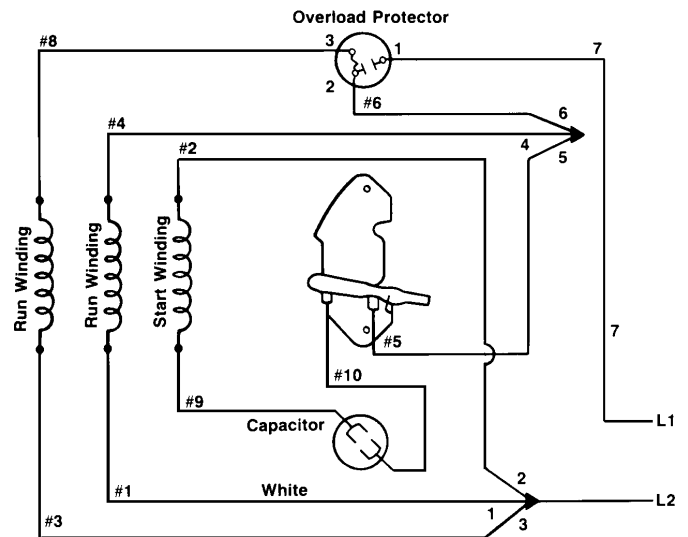 Overload Protector
#8
3
1
7
2
#6
6
#4
4
#2
5
Run Winding
Run Winding
Start Winding
#5
7
#10
#9
Capacitor
L1
2
#1
White
L2
1
3
#3